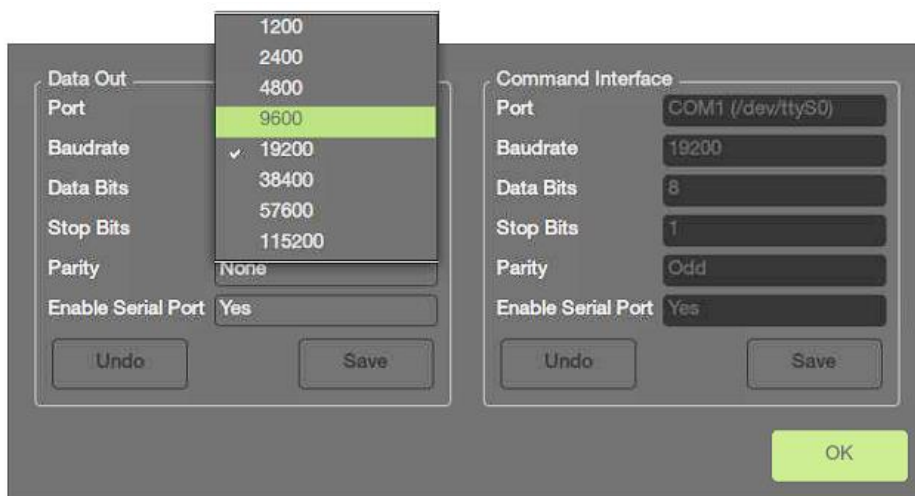 1200
2400
4800
9600
19200
38400
57600
115200
Data Out
Port
Baudrate
Data Bits
Stop Bits
Parity None
Enable Serial Port Yes
Undo Save
Command Interface
Port COM1 (/dev/ttyS0)
Baudrate 19200
Data Bits 8
Stop Bits 1
Parity Odd
Enable Serial Port Yes
Undo Save
OK